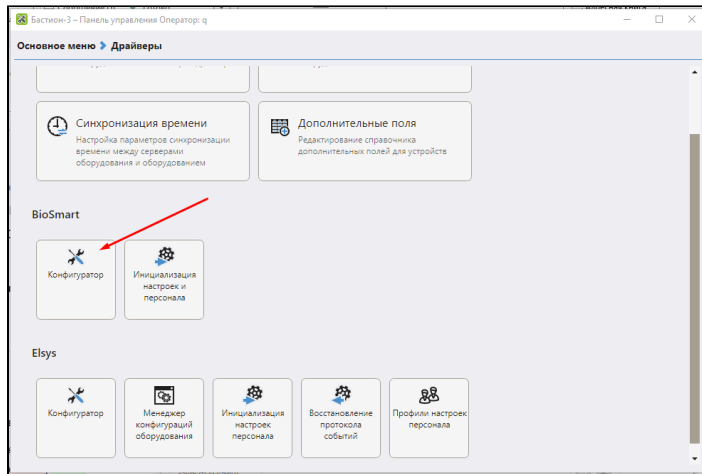 Бастион-3 – Панель управления Оператор: q
Основное меню
Драйверы
Синхронизация времени
Настройка параметров синхронизации
времени между серверами
оборудования и оборудованием
Дополнительные поля
Редактирование справочника
дополнительных полей для устройств
BioSmart
Конфигуратор
Инициализация
настроек и
персонала
Elsys
Конфигуратор
Менеджер
конфигураций
оборудования
Инициализация
настроек
персонала
Восстановление
протокола
событий
Профили настроек
персонала